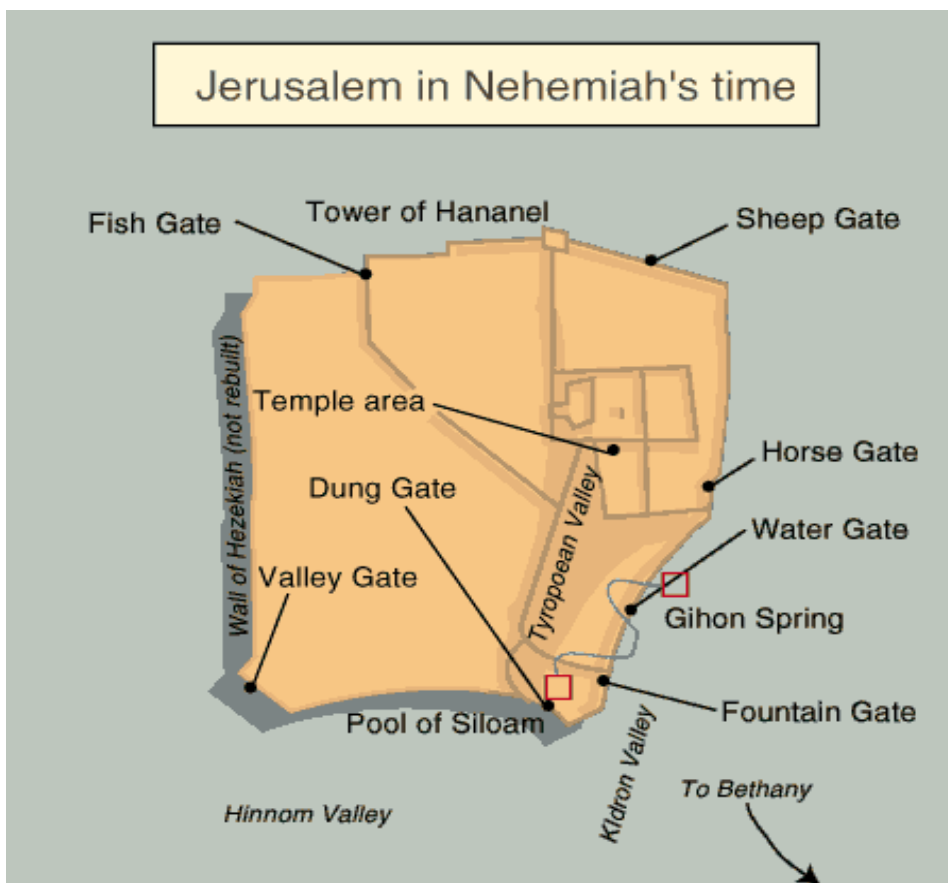 Jerusalem in Nehemiah's time
Tower of Hananel
Fish Gate
Sheep Gate
Wall of Hezekiah (not rebuilt)
Temple area
Horse Gate
Dung Gate
Tyropoean Valley
Water Gate
Valley Gate
Gihon Spring
Pool of Siloam
Fountain Gate
KIdron Valley
To Bethany
Hinnom Valley